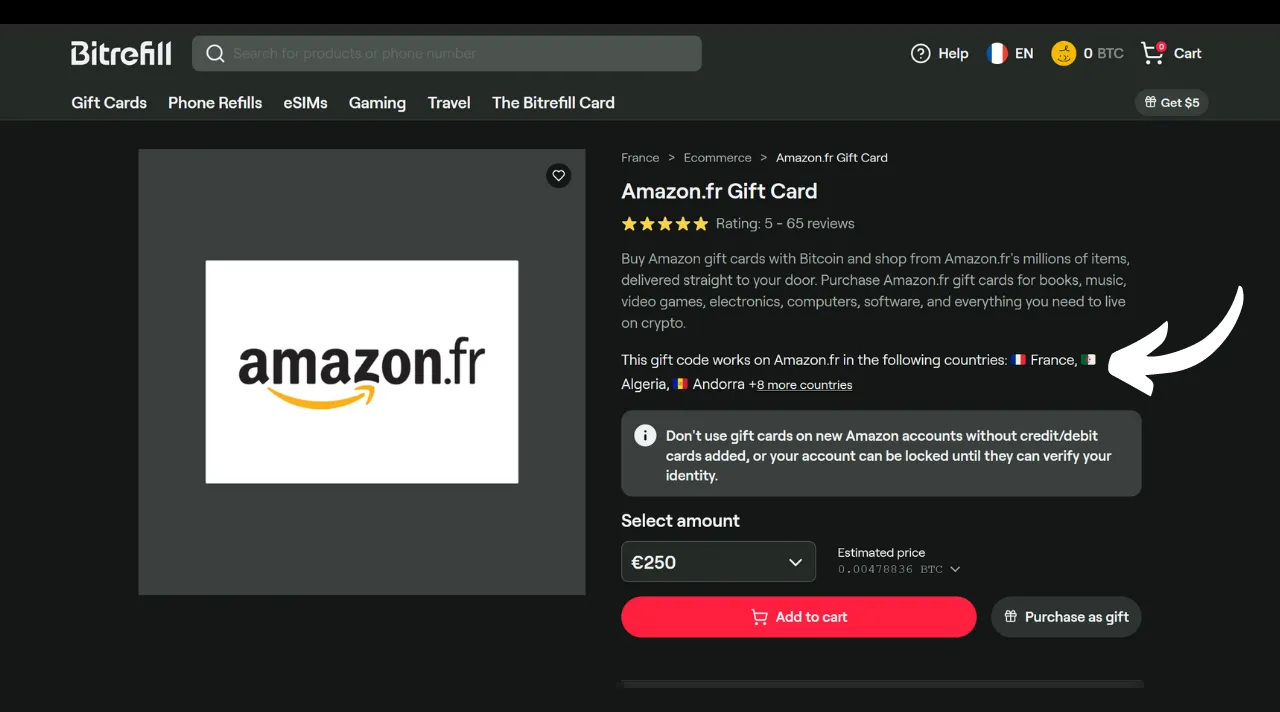 Bitrefill
Search for products or phone number
Help
EN
0 BTC
0
Cart
Gift Cards
Phone Refills
eSIMs
Gaming
Travel
The Bitrefill Card
Get $5
France > Ecommerce > Amazon.fr Gift Card
Amazon.fr Gift Card
Rating: 5 - 65 reviews
Buy Amazon gift cards with Bitcoin and shop from Amazon.fr's millions of items,
delivered straight to your door. Purchase Amazon.fr gift cards for books, music,
video games, electronics, computers, software, and everything you need to live
on crypto.
amazon.fr
This gift code works on Amazon.fr in the following countries: 🇫🇷 France, 🇩🇿
Algeria, 🇦🇩 Andorra +8 more countries
Don't use gift cards on new Amazon accounts without credit/debit
cards added, or your account can be locked until they can verify your
identity.
Select amount
€250
Estimated price
0.00478836 BTC
Add to cart
Purchase as gift